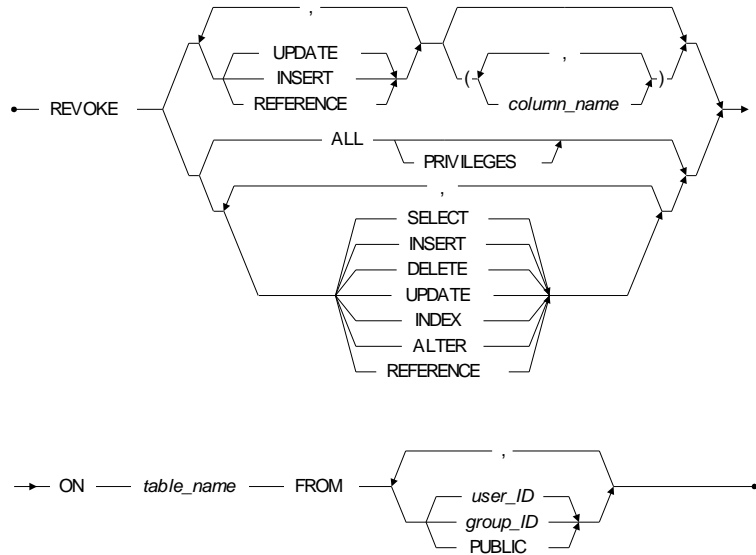 ,
UPDATE
INSERT
REFERENCE
( , )
column_name
REVOKE
ALL
PRIVILEGES
,
SELECT
INSERT
DELETE
UPDATE
INDEX
ALTER
REFERENCE
ON table_name FROM
,
user_ID
group_ID
PUBLIC